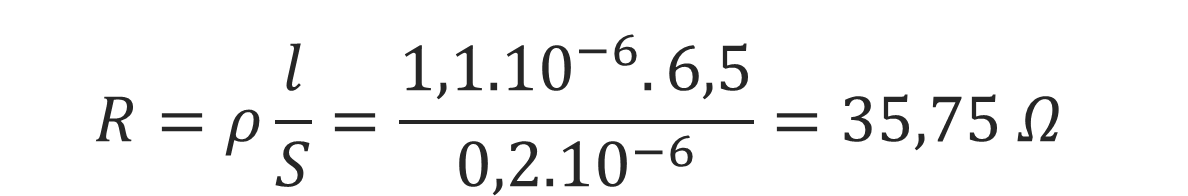 R = ρ l/S = 1,1.10⁻⁶.6,5/0,2.10⁻⁶ = 35,75 Ω